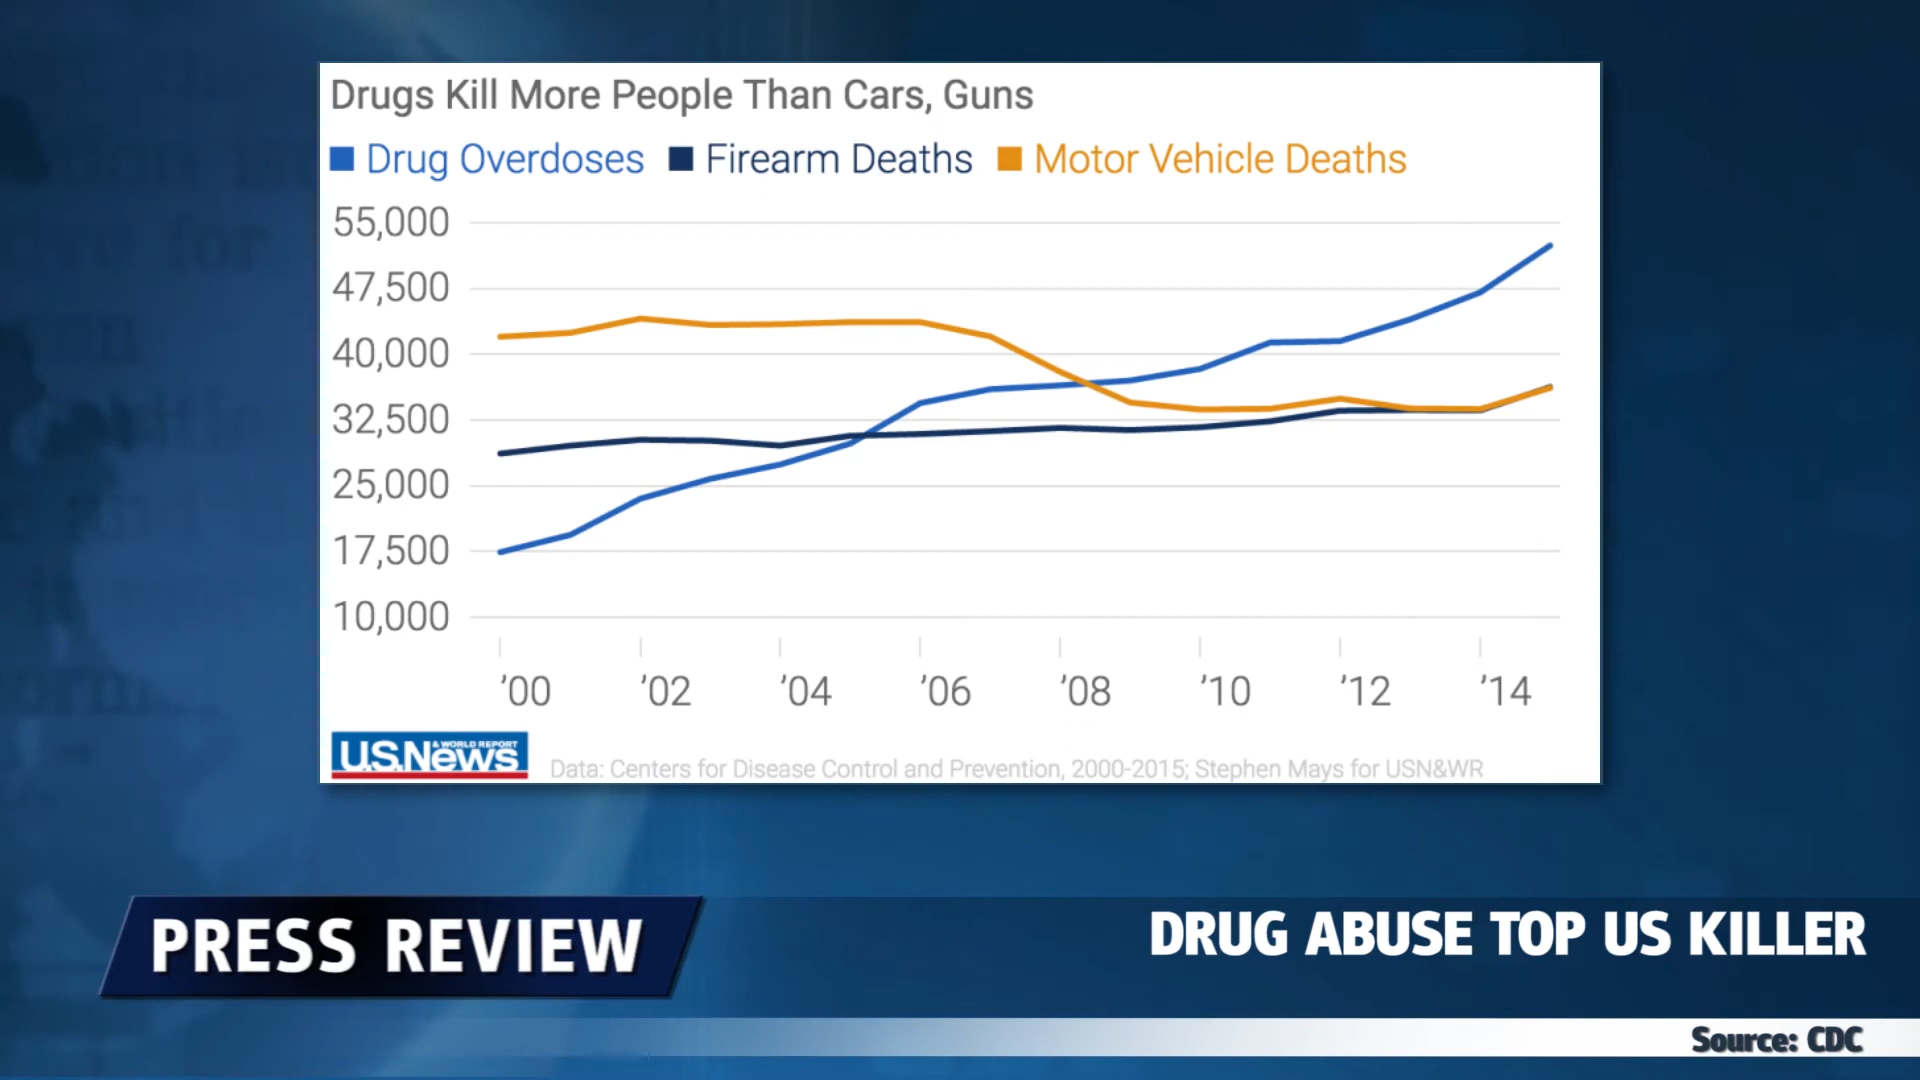 Drugs Kill More People Than Cars, Guns
Drug Overdoses Firearm Deaths Motor Vehicle Deaths
55,000
47,500
40,000
32,500
25,000
17,500
10,000
’00 ’02 ’04 ’06 ’08 ’10 ’12 ’14
U.S.News & WORLD REPORT
Data: Centers for Disease Control and Prevention, 2000-2015; Stephen Mays for USN&WR
PRESS REVIEW
DRUG ABUSE TOP US KILLER
Source: CDC